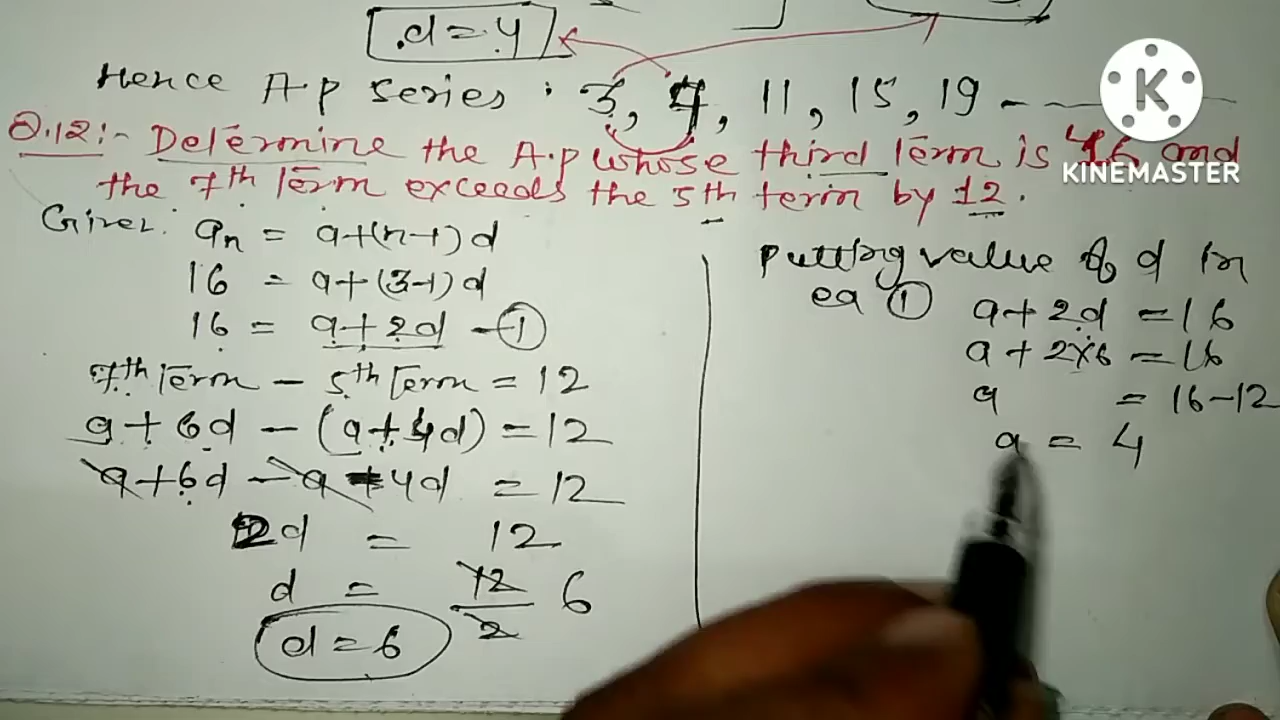 d = 4
Hence A.P series : 3, 7, 11, 15, 19 - - - -
Q.12:- Determine the A.P whose third term is 16 and
the 7th term exceeds the 5th term by 12.
Given: an = a+(n-1)d
16 = a+(3-1)d
16 = a+2d - ①
7th Term - 5th Term = 12
a+6d - (a+4d) = 12
a+6d - a - 4d = 12
2d = 12
d = 12/2 6
d = 6
Putting value of d in
eq ① a+2d = 16
a + 2×6 = 16
a = 16-12
a = 4
K
KINEMASTER